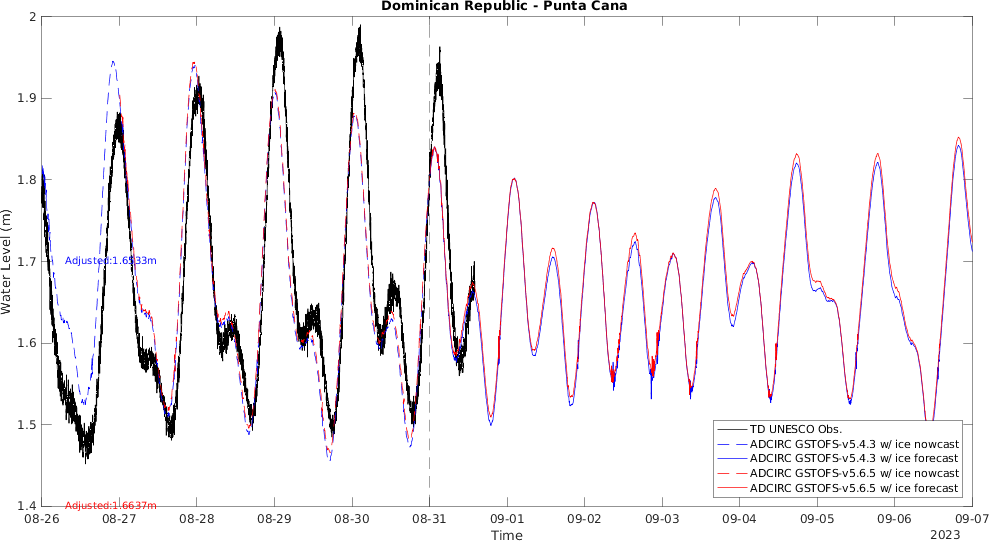 Dominican Republic - Punta Cana
Water Level (m)
2
1.9
1.8
1.7
1.6
1.5
1.4
Adjusted:1.6533m
Adjusted:1.6637m
TD UNESCO Obs.
ADCIRC GSTOFS-v5.4.3 w/ ice nowcast
ADCIRC GSTOFS-v5.4.3 w/ ice forecast
ADCIRC GSTOFS-v5.6.5 w/ ice nowcast
ADCIRC GSTOFS-v5.6.5 w/ ice forecast
08-26 08-27 08-28 08-29 08-30 08-31 09-01 09-02 09-03 09-04 09-05 09-06 09-07
Time
2023